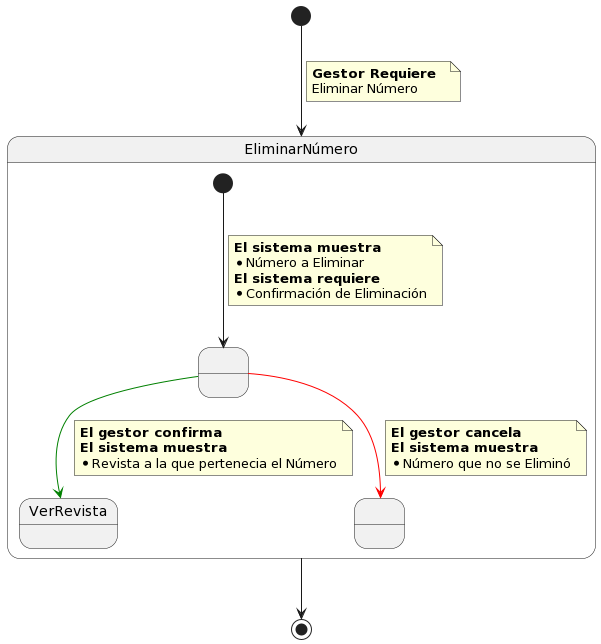 Gestor Requiere
Eliminar Número
EliminarNúmero
El sistema muestra
• Número a Eliminar
El sistema requiere
• Confirmación de Eliminación
El gestor confirma
El sistema muestra
• Revista a la que pertenecia el Número
El gestor cancela
El sistema muestra
• Número que no se Eliminó
VerRevista